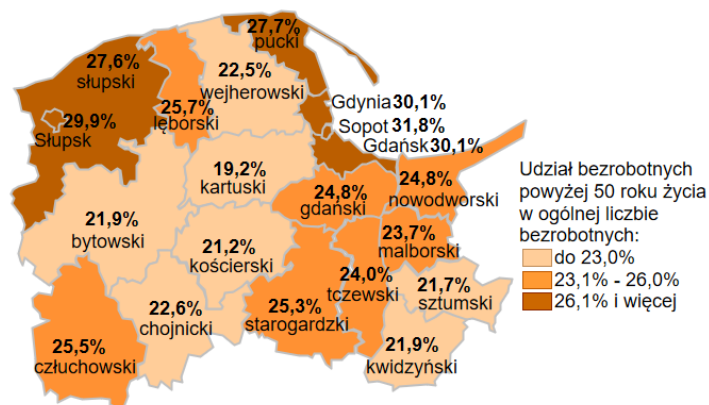 27,7%
pucki
27,6%
słupski
22,5%
wejherowski
25,7%
lęborski
29,9%
Słupsk
Gdynia 30,1%
Sopot 31,8%
Gdańsk 30,1%
19,2%
kartuski
24,8%
gdański
24,8%
nowodworski
21,9%
bytowski
21,2%
kościerski
23,7%
malborski
24,0%
tczewski
21,7%
sztumski
22,6%
chojnicki
25,3%
starogardzki
25,5%
człuchowski
21,9%
kwidzyński
Udział bezrobotnych
powyżej 50 roku życia
w ogólnej liczbie
bezrobotnych:
do 23,0%
23,1% - 26,0%
26,1% i więcej